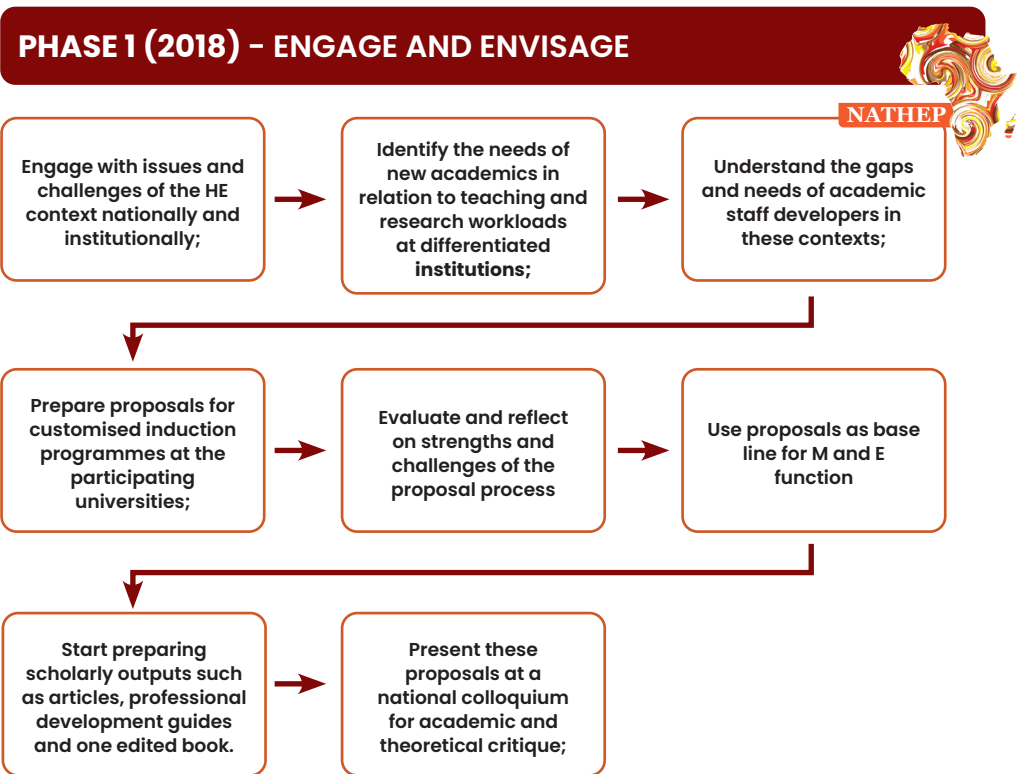 PHASE 1 (2018) - ENGAGE AND ENVISAGE
NATHEP
Engage with issues and
challenges of the HE
context nationally and
institutionally;
Identify the needs of
new academics in
relation to teaching and
research workloads
at differentiated
institutions;
Understand the gaps
and needs of academic
staff developers in
these contexts;
Prepare proposals for
customised induction
programmes at the
participating
universities;
Evaluate and reflect
on strengths and
challenges of the
proposal process
Use proposals as base
line for M and E
function
Start preparing
scholarly outputs such
as articles, professional
development guides
and one edited book.
Present these
proposals at a
national colloquium
for academic and
theoretical critique;